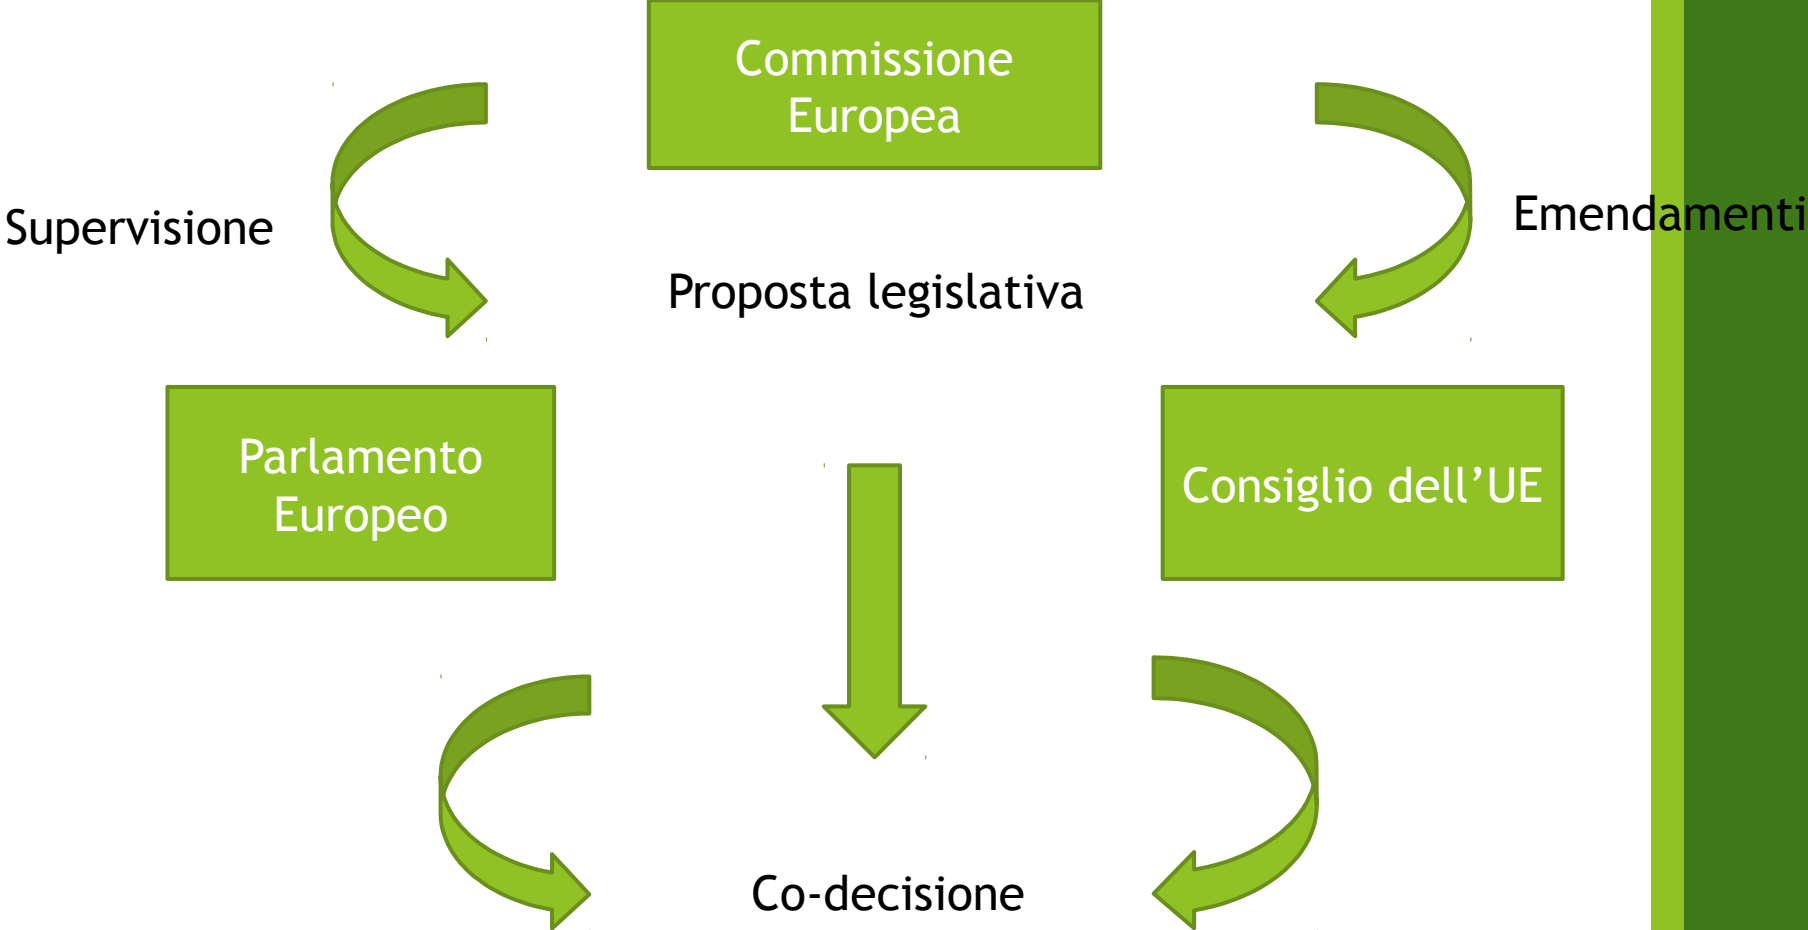 Commissione
Europea
Supervisione
Emendamenti
Proposta legislativa
Parlamento
Europeo
Consiglio dell’UE
Co-decisione